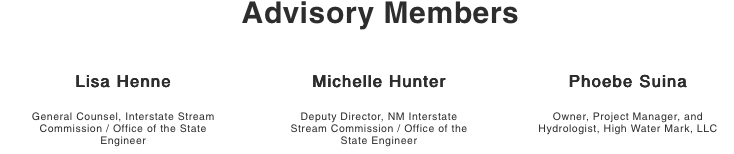 Advisory Members
Lisa Henne
General Counsel, Interstate Stream
Commission / Office of the State
Engineer
Michelle Hunter
Deputy Director, NM Interstate
Stream Commission / Office of the
State Engineer
Phoebe Suina
Owner, Project Manager, and
Hydrologist, High Water Mark, LLC